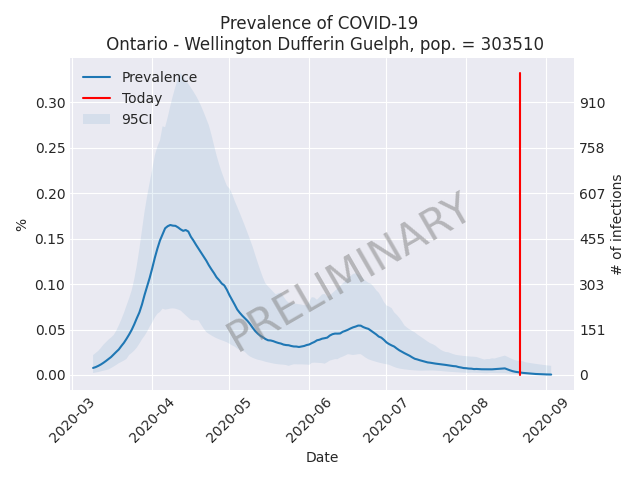 Prevalence of COVID-19
Ontario - Wellington Dufferin Guelph, pop. = 303510
Prevalence
Today
95CI
0.30
0.25
0.20
0.15
0.10
0.05
0.00
%
910
758
607
455
303
151
0
# of infections
PRELIMINARY
2020-03
2020-04
2020-05
2020-06
2020-07
2020-08
2020-09
Date